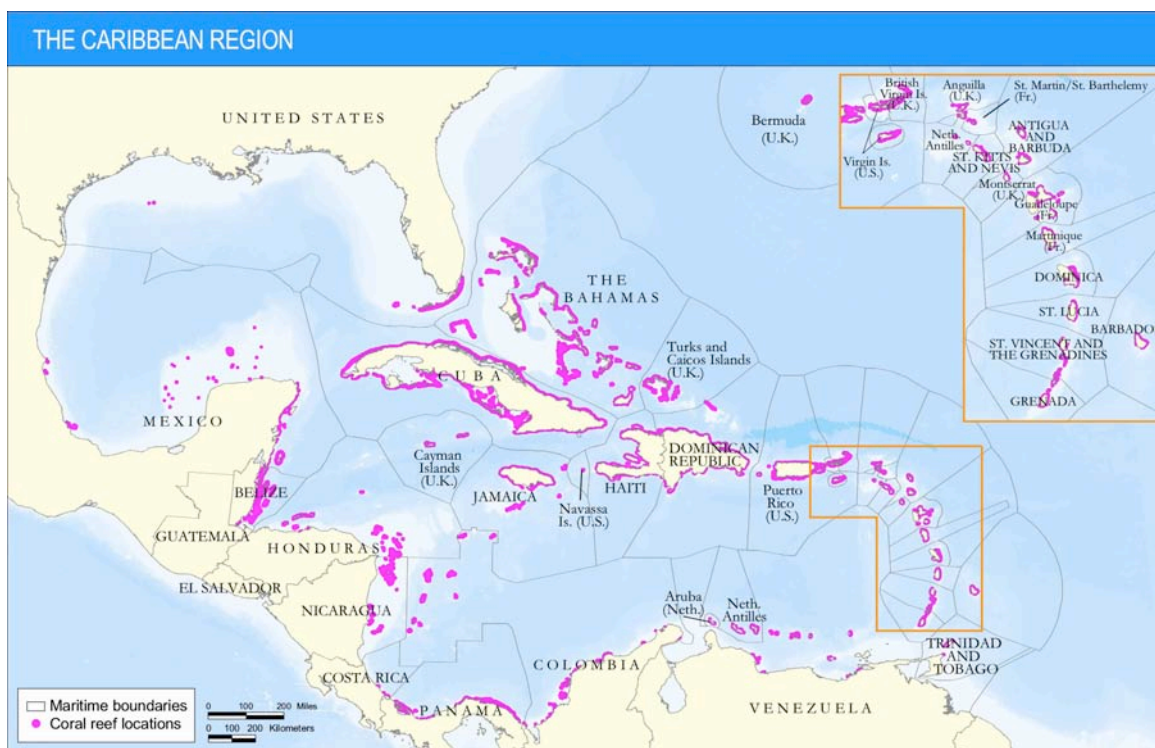 THE CARIBBEAN REGION
UNITED STATES
Bermuda
(U.K.)
British
Virgin Is.
(U.K.)
Anguilla
(U.K.)
St. Martin/St. Barthelemy
(Fr.)
Virgin Is.
(U.S.)
Neth.
Antilles
ANTIGUA
AND
BARBUDA
ST. KITTS
AND NEVIS
Montserrat
(U.K.)
Guadeloupe
(Fr.)
Martinique
(Fr.)
DOMINICA
ST. LUCIA
BARBADO
ST. VINCENT AND
THE GRENADINES
GRENADA
THE
BAHAMAS
Turks and
Caicos Islands
(U.K.)
CUBA
MEXICO
Cayman
Islands
(U.K.)
JAMAICA
Navassa
Is. (U.S.)
HAITI
DOMINICAN
REPUBLIC
Puerto
Rico
(U.S.)
BELIZE
GUATEMALA
HONDURAS
EL SALVADOR
NICARAGUA
COSTA RICA
PANAMA
COLOMBIA
Aruba
(Neth.)
Neth.
Antilles
VENEZUELA
TRINIDAD
AND
TOBAGO
Maritime boundaries
Coral reef locations
0 100 200 Miles
0 100 200 Kilometers